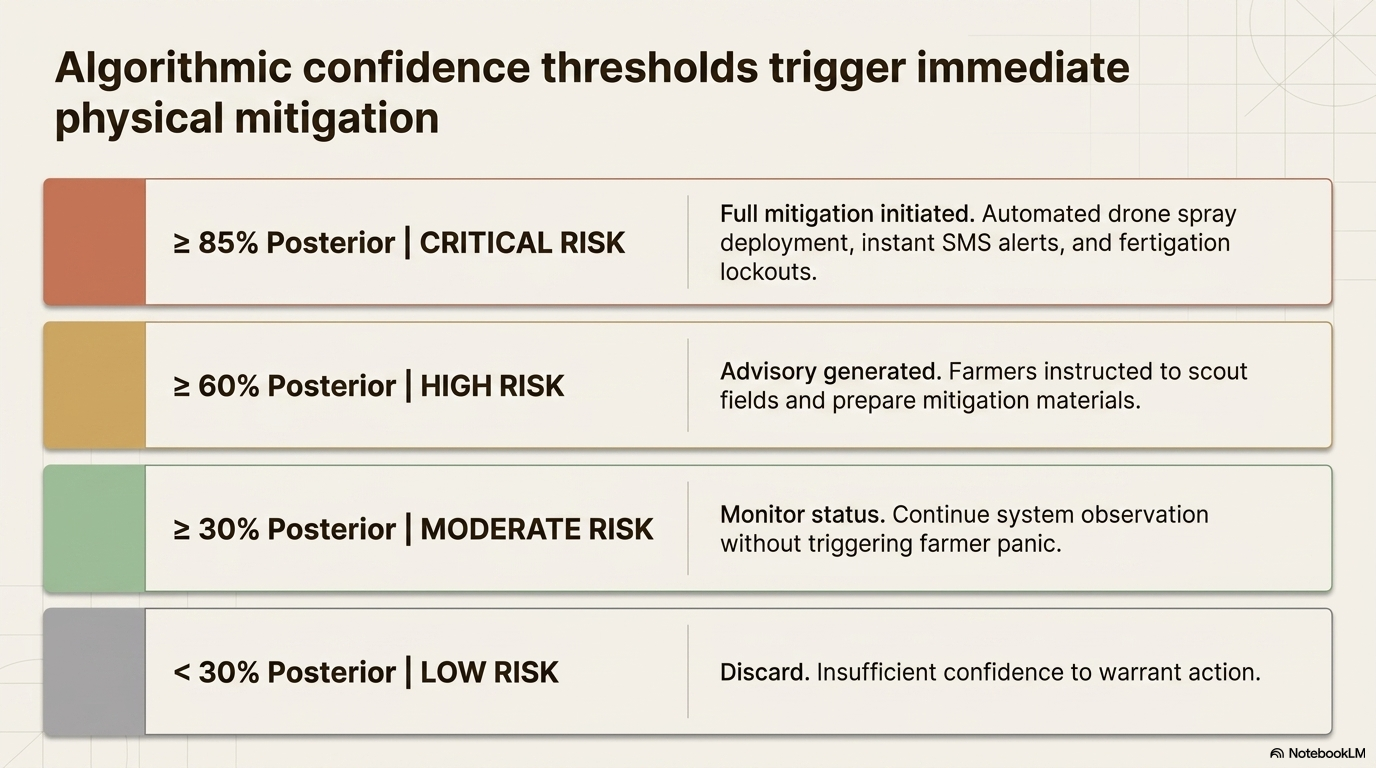 Algorithmic confidence thresholds trigger immediate
physical mitigation
≥ 85% Posterior | CRITICAL RISK
Full mitigation initiated. Automated drone spray
deployment, instant SMS alerts, and fertigation
lockouts.
≥ 60% Posterior | HIGH RISK
Advisory generated. Farmers instructed to scout
fields and prepare mitigation materials.
≥ 30% Posterior | MODERATE RISK
Monitor status. Continue system observation
without triggering farmer panic.
< 30% Posterior | LOW RISK
Discard. Insufficient confidence to warrant action.
NotebookLM